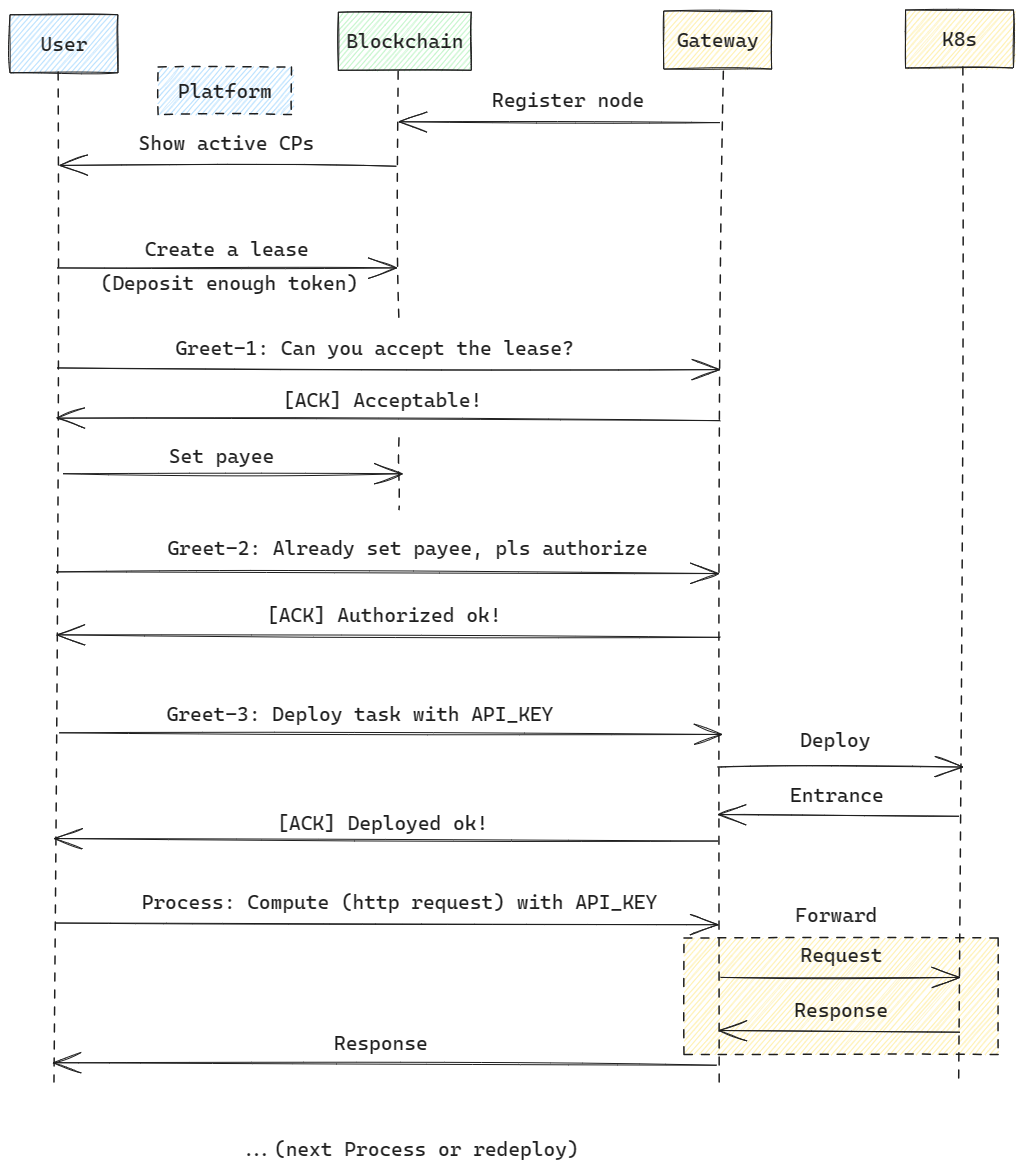 User
Blockchain
Gateway
K8s
Platform
Register node
Show active CPs
Create a lease
(Deposit enough token)
Greet-1: Can you accept the lease?
[ACK] Acceptable!
Set payee
Greet-2: Already set payee, pls authorize
[ACK] Authorized ok!
Greet-3: Deploy task with API_KEY
Deploy
Entrance
[ACK] Deployed ok!
Process: Compute (http request) with API_KEY
Forward
Request
Response
Response
...(next Process or redeploy)